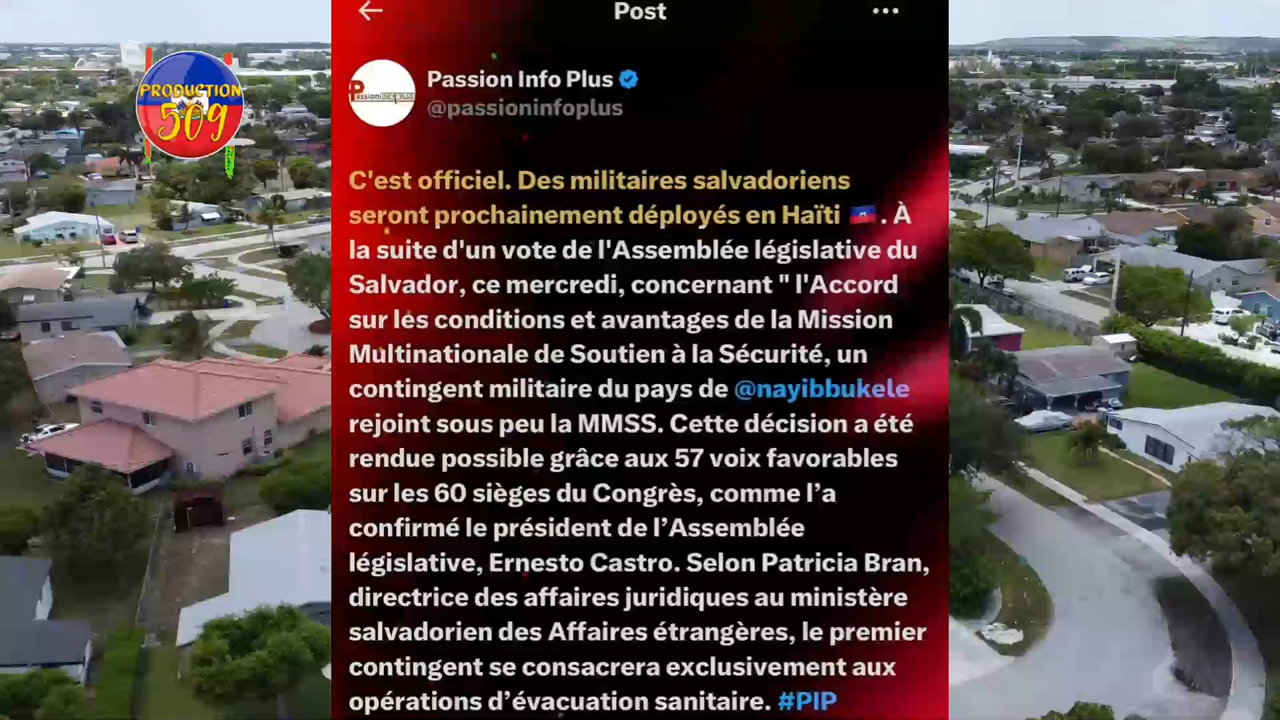 Post
PRODUCTION
509
Passion Info Plus
@passioninfoplus
Passion INFO PLUS
C'est officiel. Des militaires salvadoriens
seront prochainement déployés en Haïti 🇭🇹. À
la suite d'un vote de l'Assemblée législative du
Salvador, ce mercredi, concernant " l'Accord
sur les conditions et avantages de la Mission
Multinationale de Soutien à la Sécurité, un
contingent militaire du pays de @nayibbukele
rejoint sous peu la MMSS. Cette décision a été
rendue possible grâce aux 57 voix favorables
sur les 60 sièges du Congrès, comme l’a
confirmé le président de l’Assemblée
législative, Ernesto Castro. Selon Patricia Bran,
directrice des affaires juridiques au ministère
salvadorien des Affaires étrangères, le premier
contingent se consacrera exclusivement aux
opérations d’évacuation sanitaire. #PIP